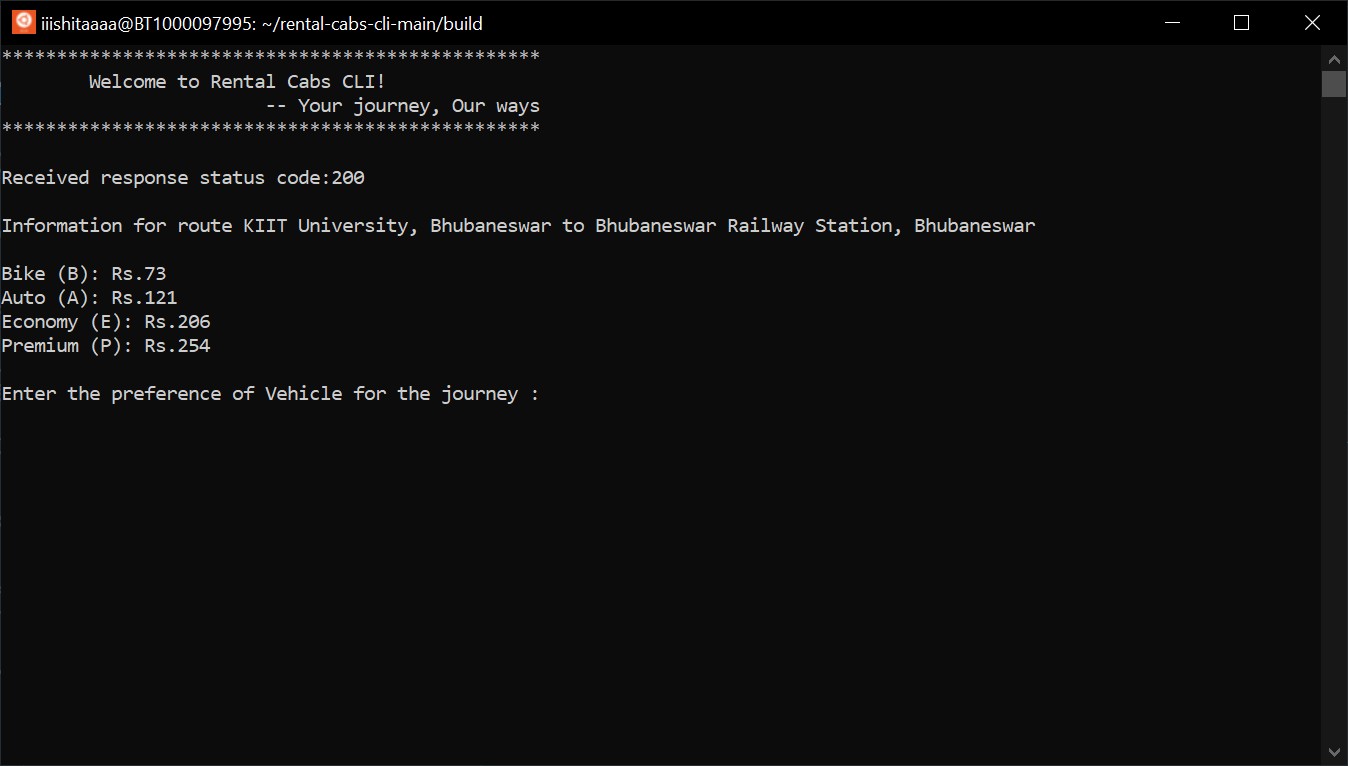 iiishitaaaa@BT1000097995: ~/rental-cabs-cli-main/build
*************************************************
Welcome to Rental Cabs CLI!
-- Your journey, Our ways
*************************************************
Received response status code:200
Information for route KIIT University, Bhubaneswar to Bhubaneswar Railway Station, Bhubaneswar
Bike (B): Rs.73
Auto (A): Rs.121
Economy (E): Rs.206
Premium (P): Rs.254
Enter the preference of Vehicle for the journey :